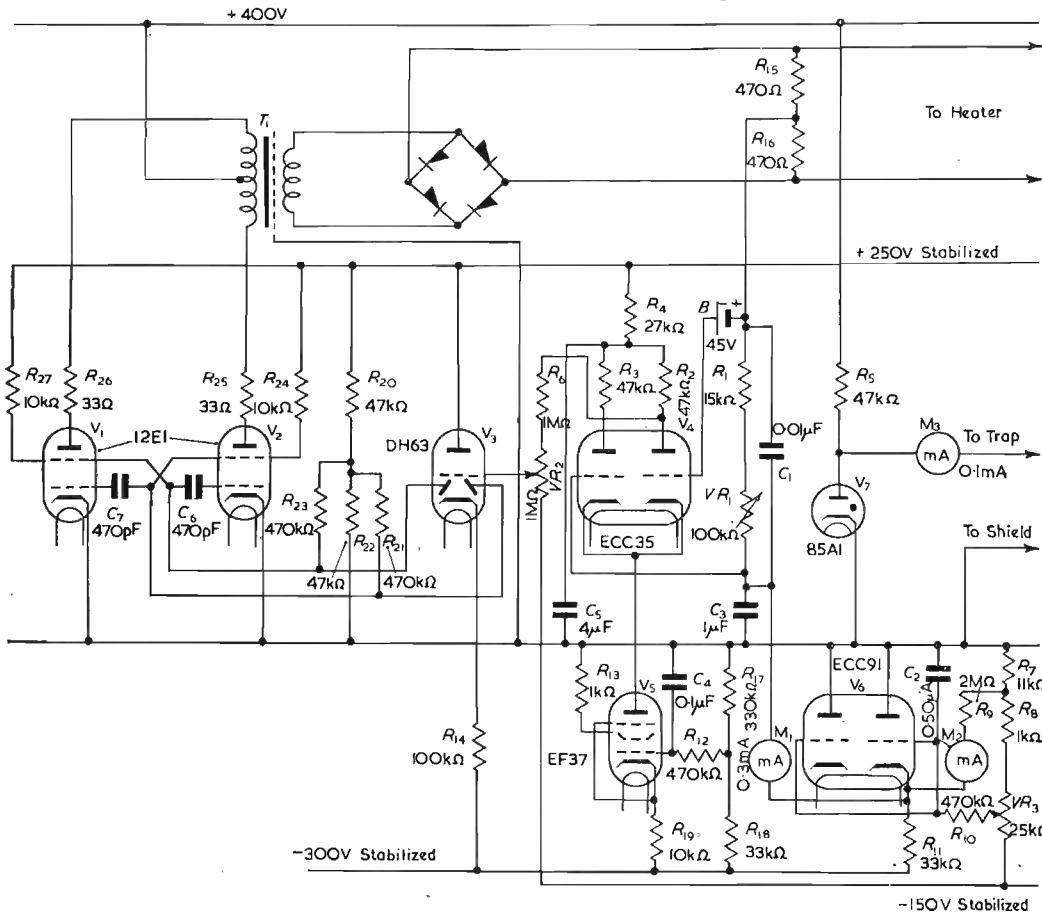 +400V
R15
470Ω
To Heater
R16
470Ω
T1
+250V Stabilized
R4
27kΩ
B
- +
45V
R27
10kΩ
R26
33Ω
R25
33Ω
R24
10kΩ
R20
47kΩ
R6
1MΩ
R3
47kΩ
R2
47kΩ
R1
15kΩ
R5
47kΩ
V1
12E1
V2
DH63
V3
V4
0·01μF
C1
M3
mA
To Trap
0·1mA
VR2
1MΩ
VR1
100kΩ
V7
85A1
C7
470pF
C6
470pF
R23
470kΩ
R22
47kΩ
R21
470kΩ
ECC35
To Shield
C5
4μF
C3
1μF
ECC91
V6
C2
0·50μA
2MΩ
R9
R7
11kΩ
R8
1kΩ
R13
1kΩ
V5
C4
0·1μF
R17
330kΩ
M1
mA
0·3mA
M2
mA
R14
100kΩ
EF37
R12
470kΩ
470kΩ
R10
VR3
25kΩ
R19
10kΩ
R18
33kΩ
R11
33kΩ
-300V Stabilized
-150V Stabilized